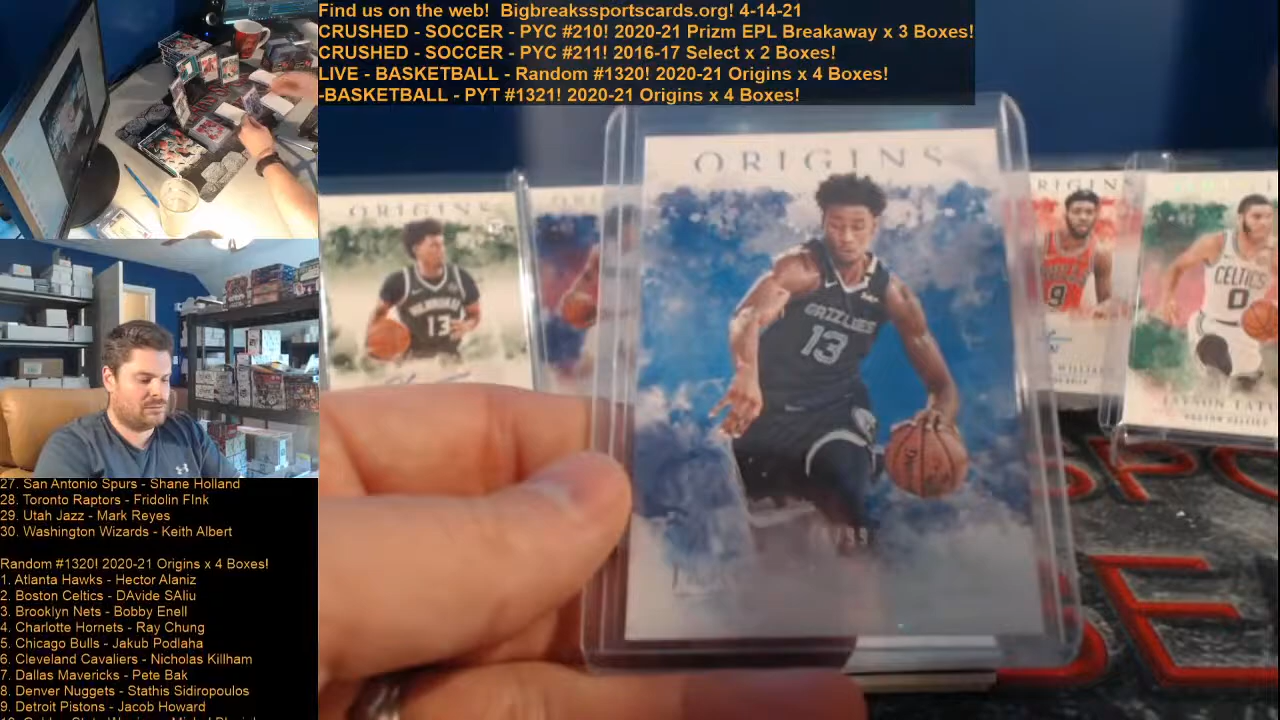 Find us on the web!  Bigbreakssportscards.org! 4-14-21
CRUSHED - SOCCER - PYC #210! 2020-21 Prizm EPL Breakaway x 3 Boxes!
CRUSHED - SOCCER - PYC #211! 2016-17 Select x 2 Boxes!
LIVE - BASKETBALL - Random #1320! 2020-21 Origins x 4 Boxes!
-BASKETBALL - PYT #1321! 2020-21 Origins x 4 Boxes!
ORIGINS
ORIGINS
RIGINS
CELTICS
0
GRIZZLIES
13
13
9
27. San Antonio Spurs - Shane Holland
28. Toronto Raptors - Fridolin FInk
29. Utah Jazz - Mark Reyes
30. Washington Wizards - Keith Albert
Random #1320! 2020-21 Origins x 4 Boxes!
1. Atlanta Hawks - Hector Alaniz
2. Boston Celtics - DAvide SAliu
3. Brooklyn Nets - Bobby Enell
4. Charlotte Hornets - Ray Chung
5. Chicago Bulls - Jakub Podlaha
6. Cleveland Cavaliers - Nicholas Killham
7. Dallas Mavericks - Pete Bak
8. Denver Nuggets - Stathis Sidiropoulos
9. Detroit Pistons - Jacob Howard